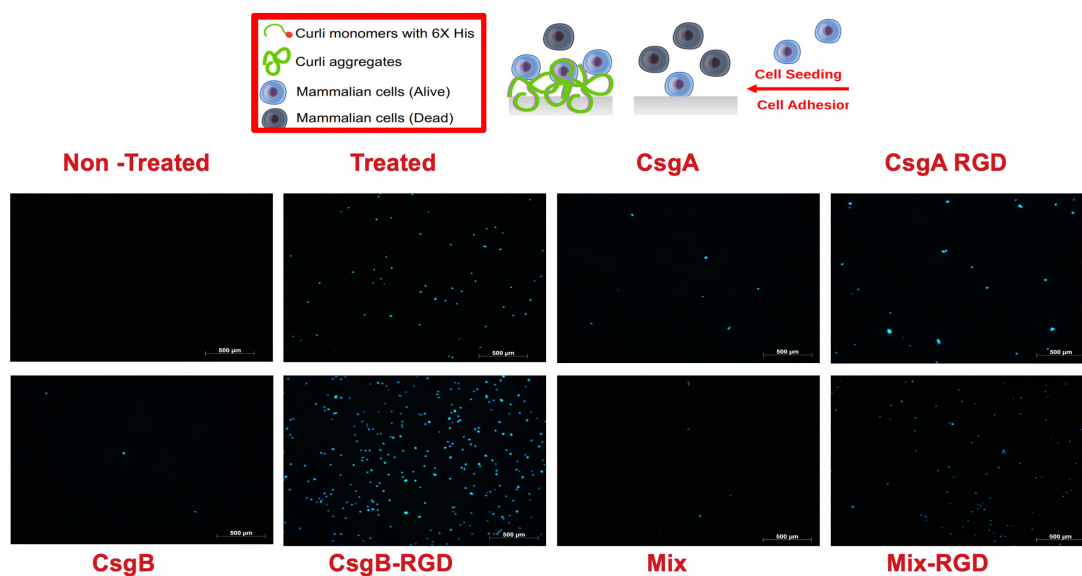 Curli monomers with 6X His
Curli aggregates
Mammalian cells (Alive)
Mammalian cells (Dead)
Cell Seeding
Cell Adhesion
Non -Treated
Treated
CsgA
CsgA RGD
500 µm
500 µm
500 µm
500 µm
500 µm
500 µm
500 µm
500 µm
CsgB
CsgB-RGD
Mix
Mix-RGD